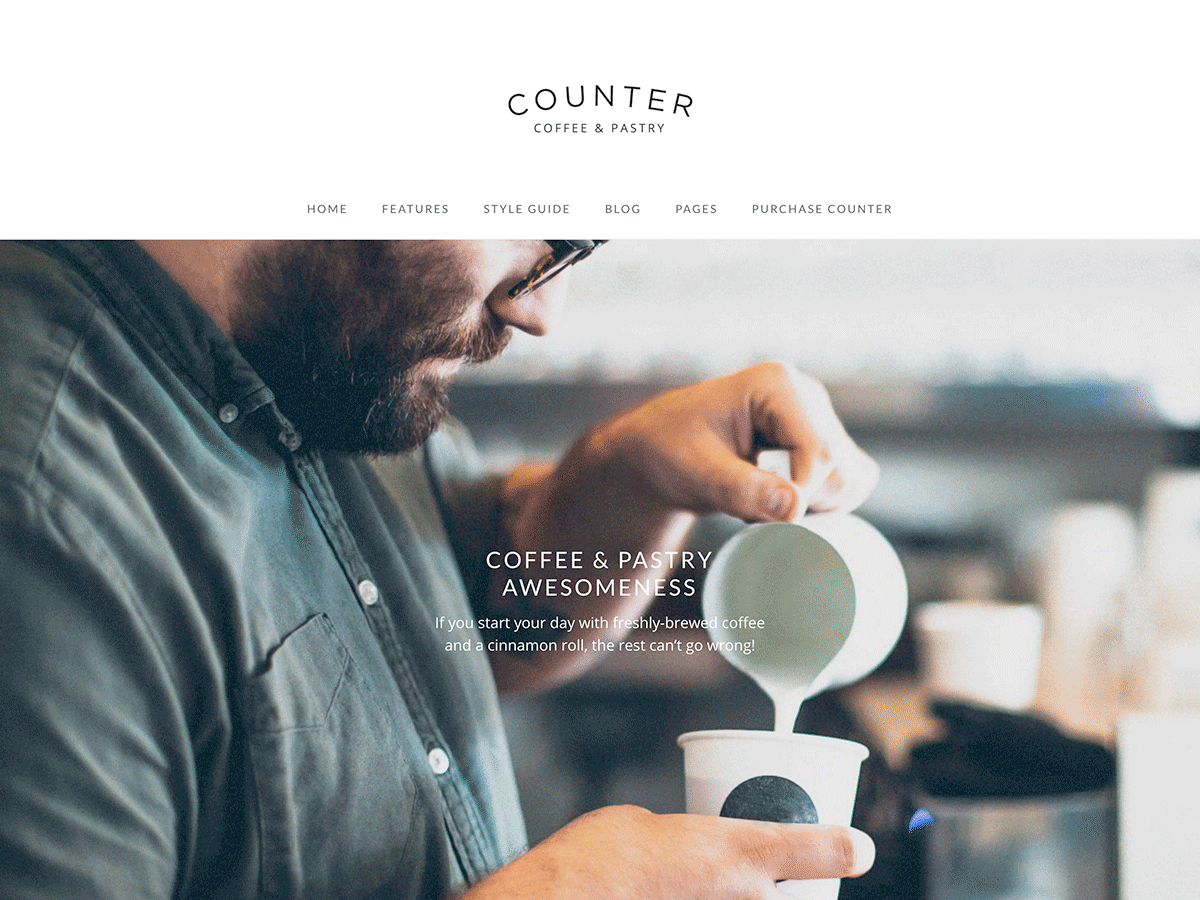 COUNTER
COFFEE & PASTRY
HOME FEATURES STYLE GUIDE BLOG PAGES PURCHASE COUNTER
COFFEE & PASTRY
AWESOMENESS
If you start your day with freshly-brewed coffee
and a cinnamon roll, the rest can’t go wrong!